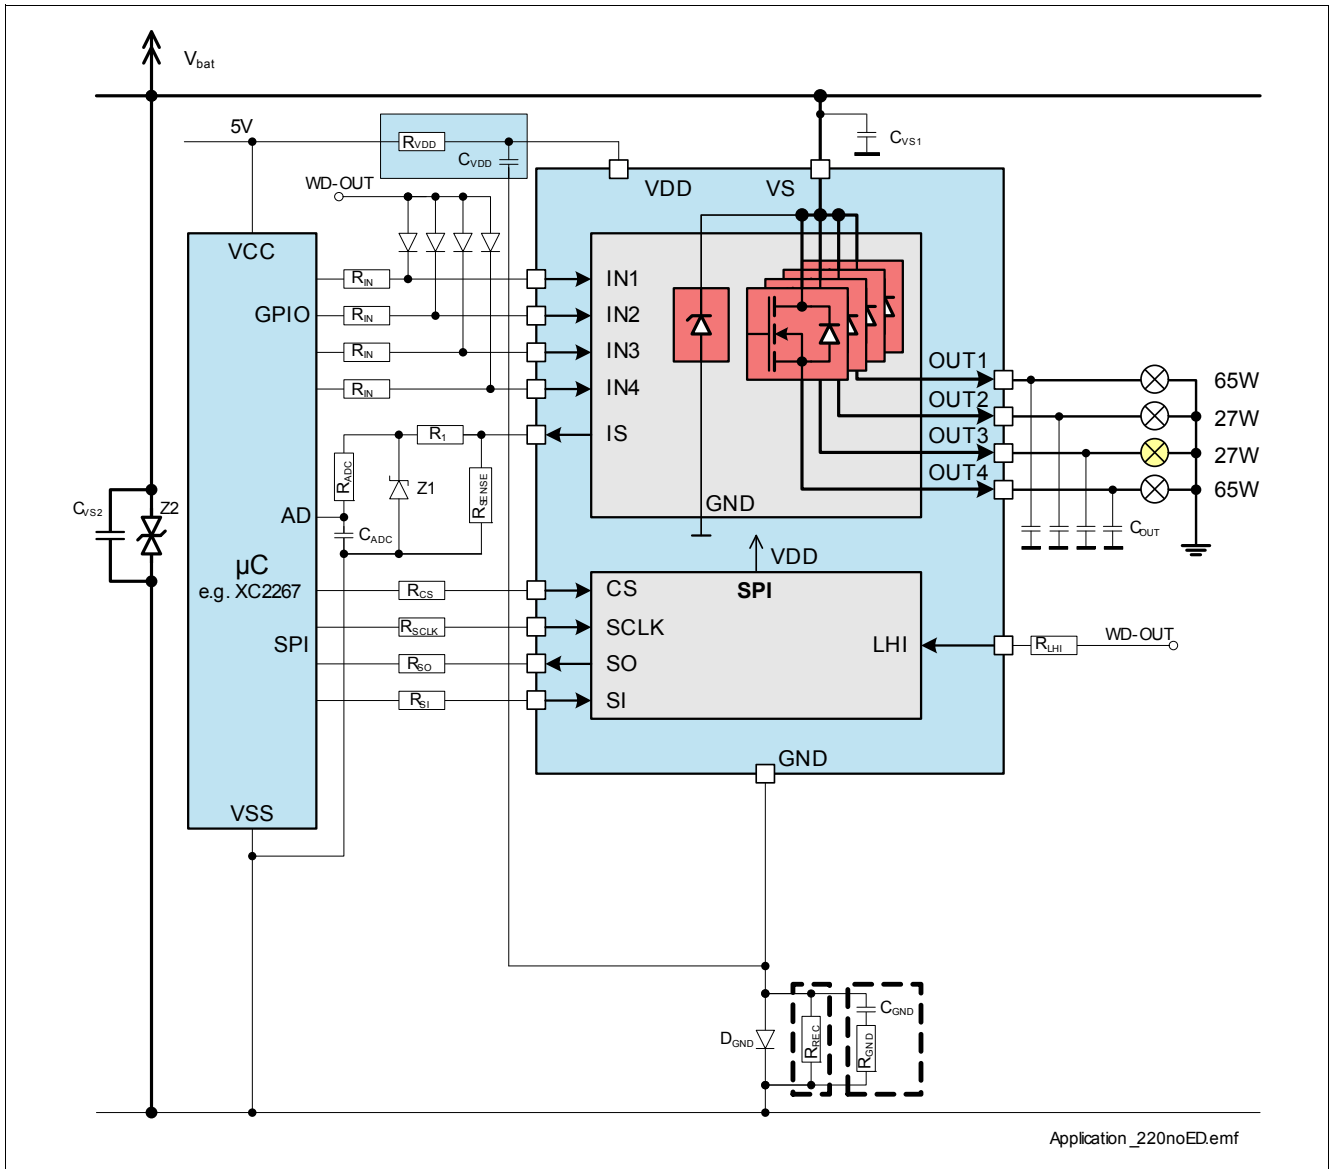 Vbat
5V
RVDD
CVDD
CVS1
WD-OUT
VDD
VS
VCC
GPIO
RIN
RIN
RIN
RIN
IN1
IN2
IN3
IN4
IS
GND
OUT1
OUT2
OUT3
OUT4
65W
27W
27W
65W
COUT
R1
RADC
Z1
RSENSE
AD
CADC
CVS2
Z2
µC
e.g. XC2267
SPI
RCS
RSCLK
RSO
RSI
VDD
SPI
CS
SCLK
SO
SI
LHI
RLHI
WD-OUT
GND
VSS
DGND
RREC
CGND
RGND
Application_220noED.emf